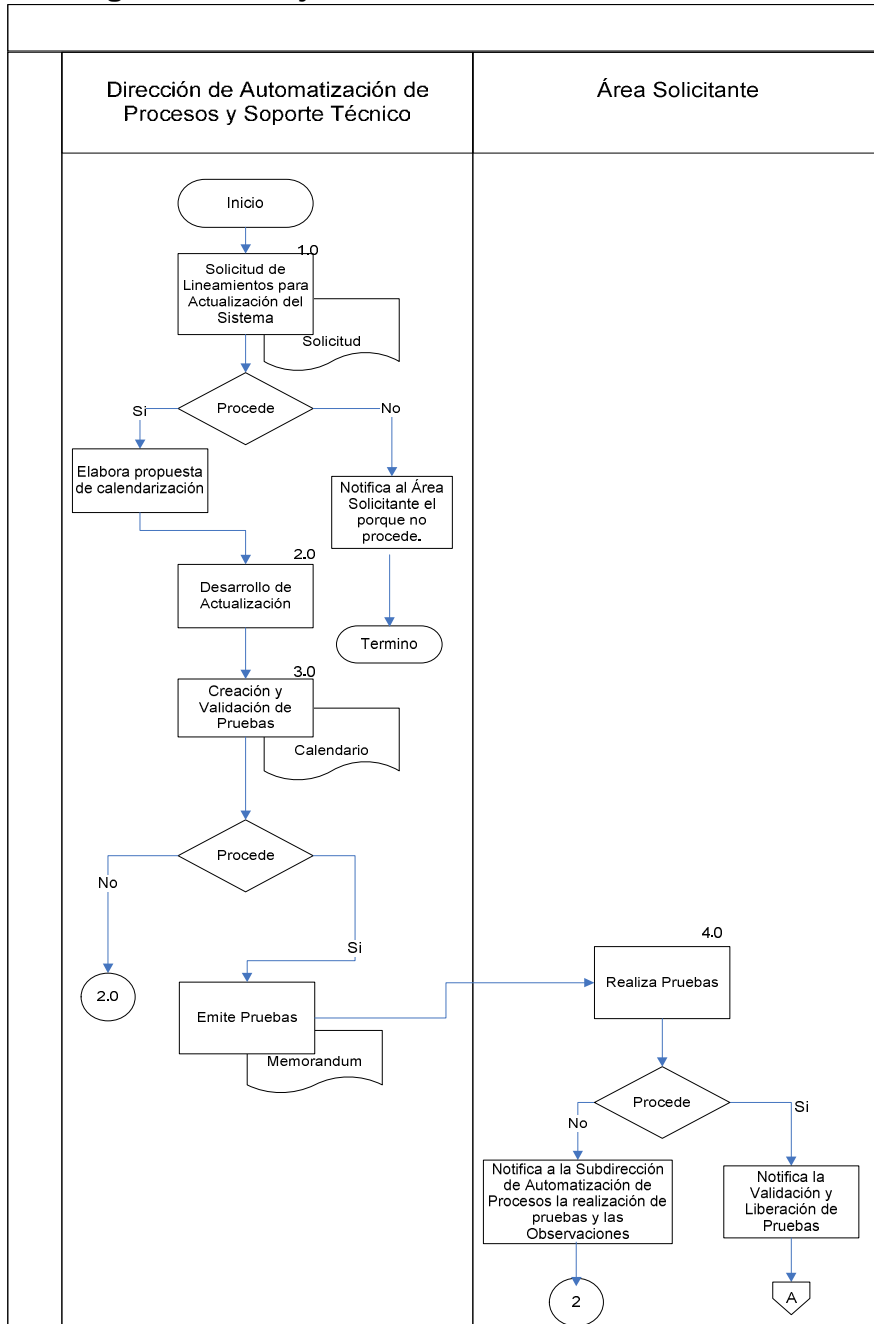 Dirección de Automatización de
Procesos y Soporte Técnico
Área Solicitante
Inicio
1.0
Solicitud de
Lineamientos para
Actualización del
Sistema
Solicitud
Procede
Si
No
Elabora propuesta
de calendarización
Notifica al Área
Solicitante el
porque no
procede.
2.0
Desarrollo de
Actualización
Termino
3.0
Creación y
Validación de
Pruebas
Calendario
Procede
No
Si
2.0
Emite Pruebas
Memorandum
4.0
Realiza Pruebas
Procede
No
Si
Notifica a la Subdirección
de Automatización de
Procesos la realización de
pruebas y las
Observaciones
Notifica la
Validación y
Liberación de
Pruebas
2
A